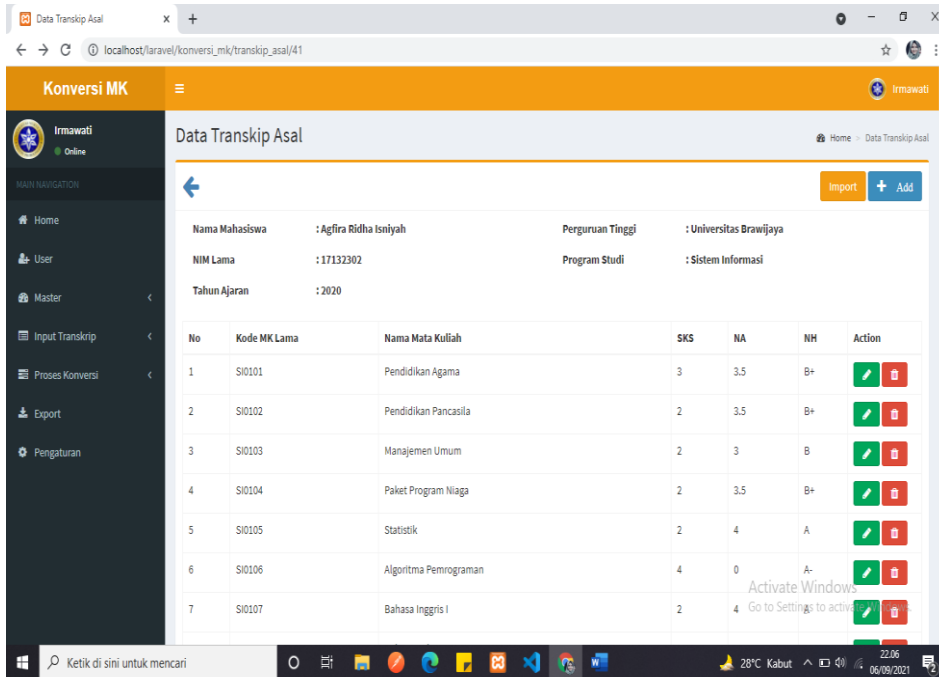 Data Transkip Asal
localhost/laravel/konversi_mk/transkip_asal/41
Konversi MK
Irmawati
Irmawati
Online
Data Transkip Asal
Home > Data Transkip Asal
MAIN NAVIGATION
Home
User
Master
Input Transkrip
Proses Konversi
Export
Pengaturan
Import
+ Add
Nama Mahasiswa : Agfira Ridha Isniyah Perguruan Tinggi : Universitas Brawijaya
NIM Lama : 17132302 Program Studi : Sistem Informasi
Tahun Ajaran : 2020
No Kode MK Lama Nama Mata Kuliah SKS NA NH Action
1 SI0101 Pendidikan Agama 3 3.5 B+
2 SI0102 Pendidikan Pancasila 2 3.5 B+
3 SI0103 Manajemen Umum 2 3 B
4 SI0104 Paket Program Niaga 2 3.5 B+
5 SI0105 Statistik 2 4 A
6 SI0106 Algoritma Pemrograman 4 0 A-
7 SI0107 Bahasa Inggris I 2 4 A
Activate Windows
Go to Settings to activate Windows.
Ketik di sini untuk mencari
28°C Kabut
22.06
06/09/2021